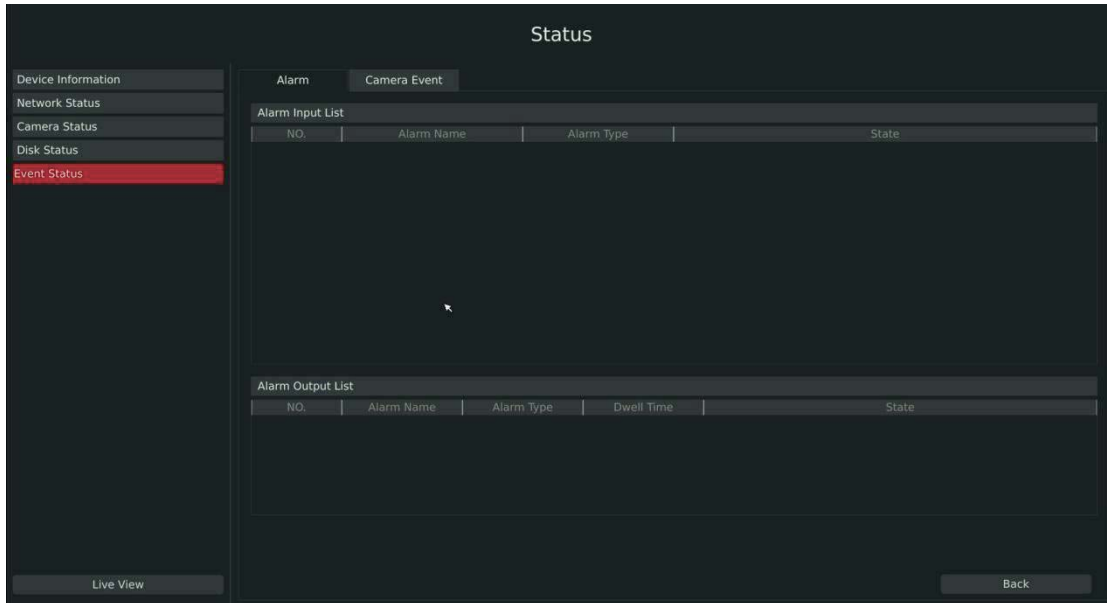 Status
Device Information
Network Status
Camera Status
Disk Status
Event Status
Alarm Camera Event
Alarm Input List
NO. Alarm Name Alarm Type State
Alarm Output List
NO. Alarm Name Alarm Type Dwell Time State
Live View
Back